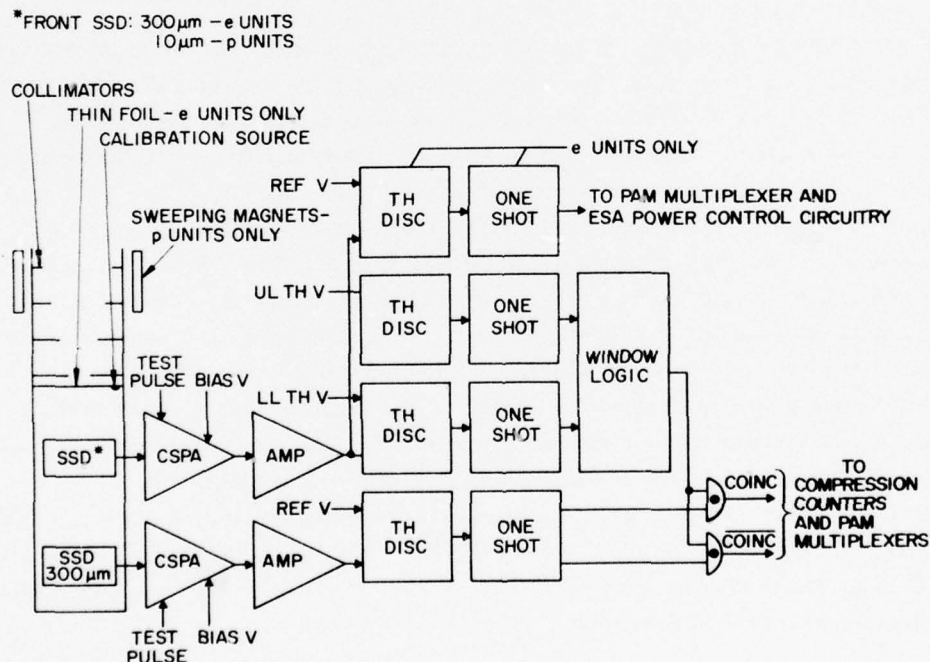 *FRONT SSD: 300μm – e UNITS
10μm – p UNITS
COLLIMATORS
THIN FOIL – e UNITS ONLY
CALIBRATION SOURCE
SWEEPING MAGNETS–
p UNITS ONLY
e UNITS ONLY
REF V
TH
DISC
ONE
SHOT
TO PAM MULTIPLEXER AND
ESA POWER CONTROL CIRCUITRY
UL TH V
TH
DISC
ONE
SHOT
WINDOW
LOGIC
TEST
PULSE
BIAS V
LL TH V
TH
DISC
ONE
SHOT
SSD*
CSPA
AMP
REF V
TH
DISC
ONE
SHOT
COINC
COINC
TO
COMPRESSION
COUNTERS
AND PAM
MULTIPLEXERS
SSD
300μm
CSPA
AMP
TEST
PULSE
BIAS V